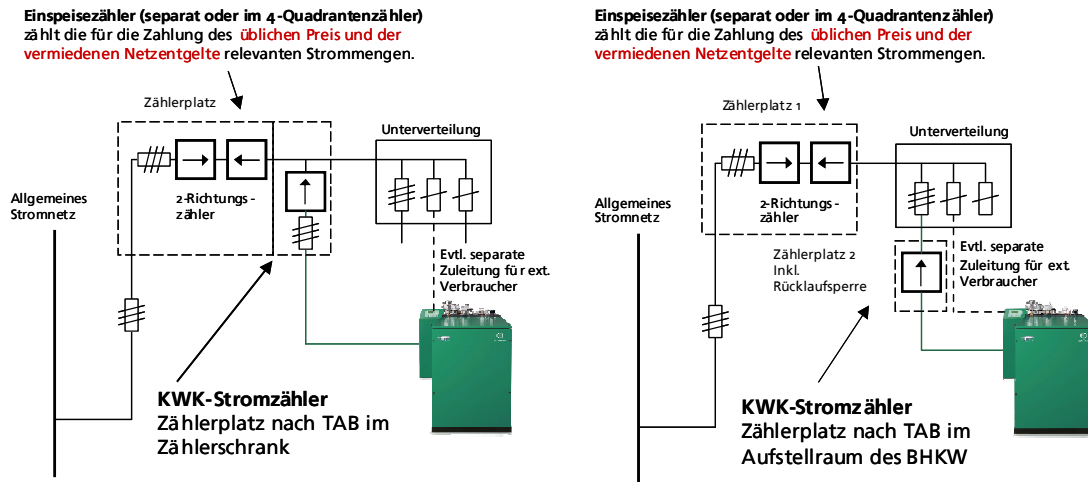 Einspeisezähler (separat oder im 4-Quadrantenzähler)
zählt die für die Zahlung des üblichen Preis und der
vermiedenen Netzentgelte relevanten Strommengen.
Zählerplatz
Unterverteilung
Allgemeines
Stromnetz
2-Richtungs-
zähler
Evtl. separate
Zuleitung für ext.
Verbraucher
KWK-Stromzähler
Zählerplatz nach TAB im
Zählerschrank
Einspeisezähler (separat oder im 4-Quadrantenzähler)
zählt die für die Zahlung des üblichen Preis und der
vermiedenen Netzentgelte relevanten Strommengen.
Zählerplatz 1
Unterverteilung
Allgemeines
Stromnetz
2-Richtungs-
zähler
Zählerplatz 2
Inkl.
Rücklaufsperre
Evtl. separate
Zuleitung für ext.
Verbraucher
KWK-Stromzähler
Zählerplatz nach TAB im
Aufstellraum des BHKW